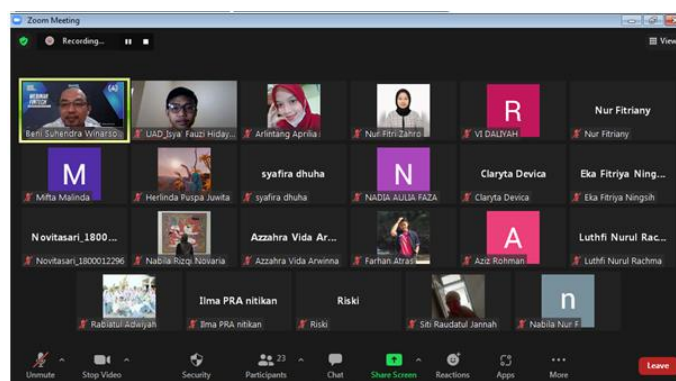 Zoom Meeting
Recording...
View
WEBINAR
FINTECH
Beni Suhendra Winarso
UAD_Isya' Fauzi Hiday...
Arlintang Aprilia
Nur Fitri Zahro
R
VI DALIYAH
Nur Fitriany
Nur Fitriany
M
Mifta Malinda
Herlinda Puspa Juwita
syafira dhuha
syafira dhuha
N
NADIA AULIA FAZA
Claryta Devica
Claryta Devica
Eka Fitriya Ning...
Eka Fitriya Ningsih
Novitasari_1800...
Novitasari_1800012296
Nabila Rizqi Novaria
Azzahra Vida Ar...
Azzahra Vida Arwinna
Farhan Atras
A
Aziz Rohman
Luthfi Nurul Rac...
Luthfi Nurul Rachma
Rabiatul Adwiyah
Ilma PRA nitikan
Ilma PRA nitikan
Riski
Riski
Siti Raudatul Jannah
n
Nabila Nur F
Unmute
Stop Video
Security
23
Participants
Chat
Share Screen
Reactions
Apps
More
Leave